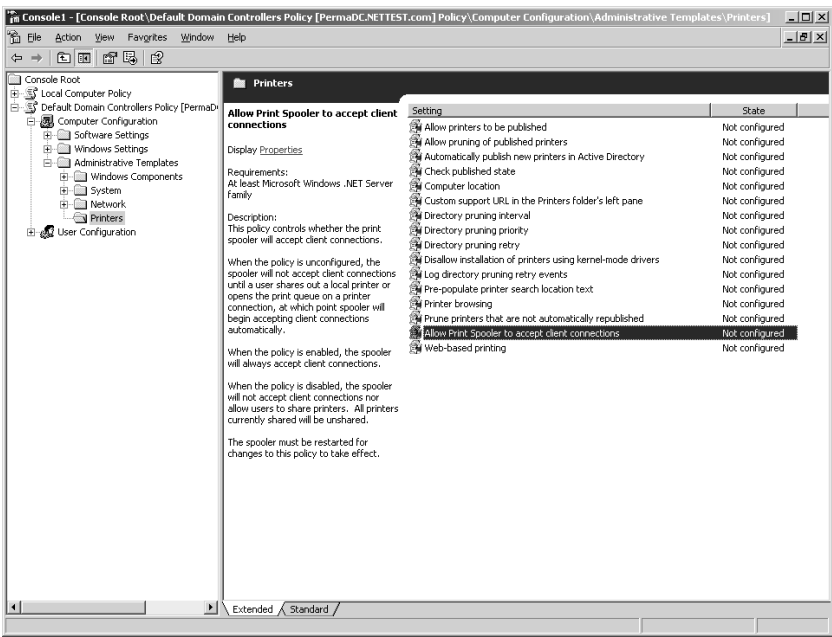 Console1 - [Console Root\Default Domain Controllers Policy [PermaDC.NETTEST.com] Policy\Computer Configuration\Administrative Templates\Printers]
File Action View Favorites Window Help
Console Root
Local Computer Policy
Default Domain Controllers Policy [PermaD
Computer Configuration
Software Settings
Windows Settings
Administrative Templates
Windows Components
System
Network
Printers
User Configuration
Printers
Allow Print Spooler to accept client
connections
Display Properties
Requirements:
At least Microsoft Windows .NET Server
family
Description:
This policy controls whether the print
spooler will accept client connections.
When the policy is unconfigured, the
spooler will not accept client connections
until a user shares out a local printer or
opens the print queue on a printer
connection, at which point spooler will
begin accepting client connections
automatically.
When the policy is enabled, the spooler
will always accept client connections.
When the policy is disabled, the spooler
will not accept client connections nor
allow users to share printers. All printers
currently shared will be unshared.
The spooler must be restarted for
changes to this policy to take effect.
Setting State
Allow printers to be published Not configured
Allow pruning of published printers Not configured
Automatically publish new printers in Active Directory Not configured
Check published state Not configured
Computer location Not configured
Custom support URL in the Printers folder's left pane Not configured
Directory pruning interval Not configured
Directory pruning priority Not configured
Directory pruning retry Not configured
Disallow installation of printers using kernel-mode drivers Not configured
Log directory pruning retry events Not configured
Pre-populate printer search location text Not configured
Printer browsing Not configured
Prune printers that are not automatically republished Not configured
Allow Print Spooler to accept client connections Not configured
Web-based printing Not configured
Extended Standard